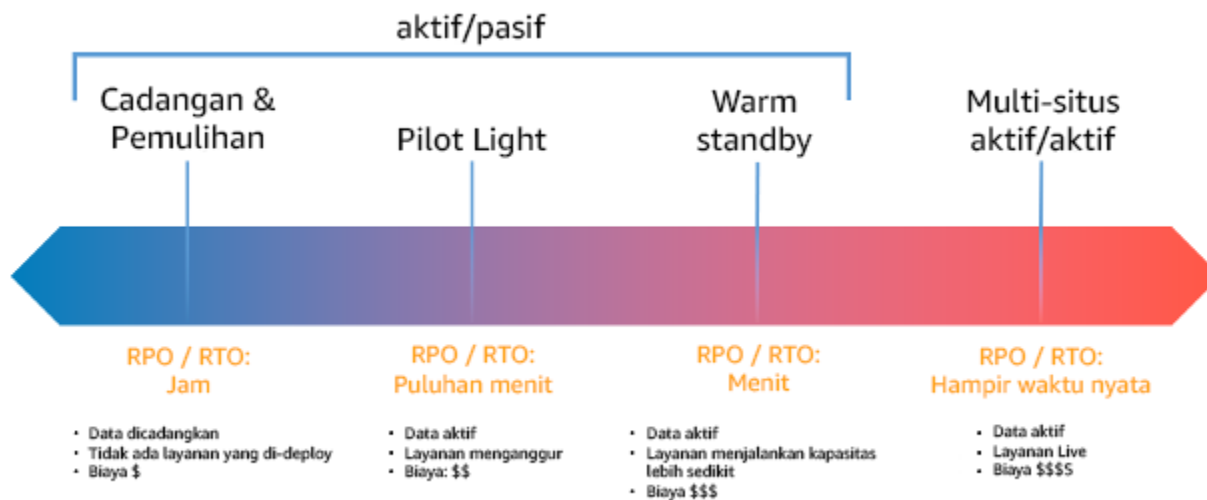 aktif/pasif
Cadangan &
Pemulihan
Pilot Light
Warm
standby
Multi-situs
aktif/aktif
RPO / RTO:
Jam
RPO / RTO:
Puluhan menit
RPO / RTO:
Menit
RPO / RTO:
Hampir waktu nyata
• Data dicadangkan
• Tidak ada layanan yang di-deploy
• Biaya $
• Data aktif
• Layanan menganggur
• Biaya: $$
• Data aktif
• Layanan menjalankan kapasitas
lebih sedikit
• Biaya $$$
• Data aktif
• Layanan Live
• Biaya $$$S